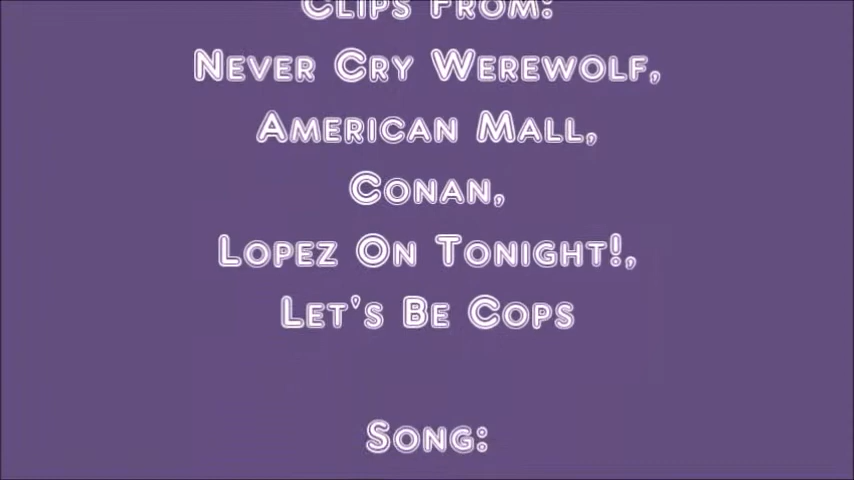 Clips From:
Never Cry Werewolf,
American Mall,
Conan,
Lopez On Tonight!,
Let's Be Cops
Song: